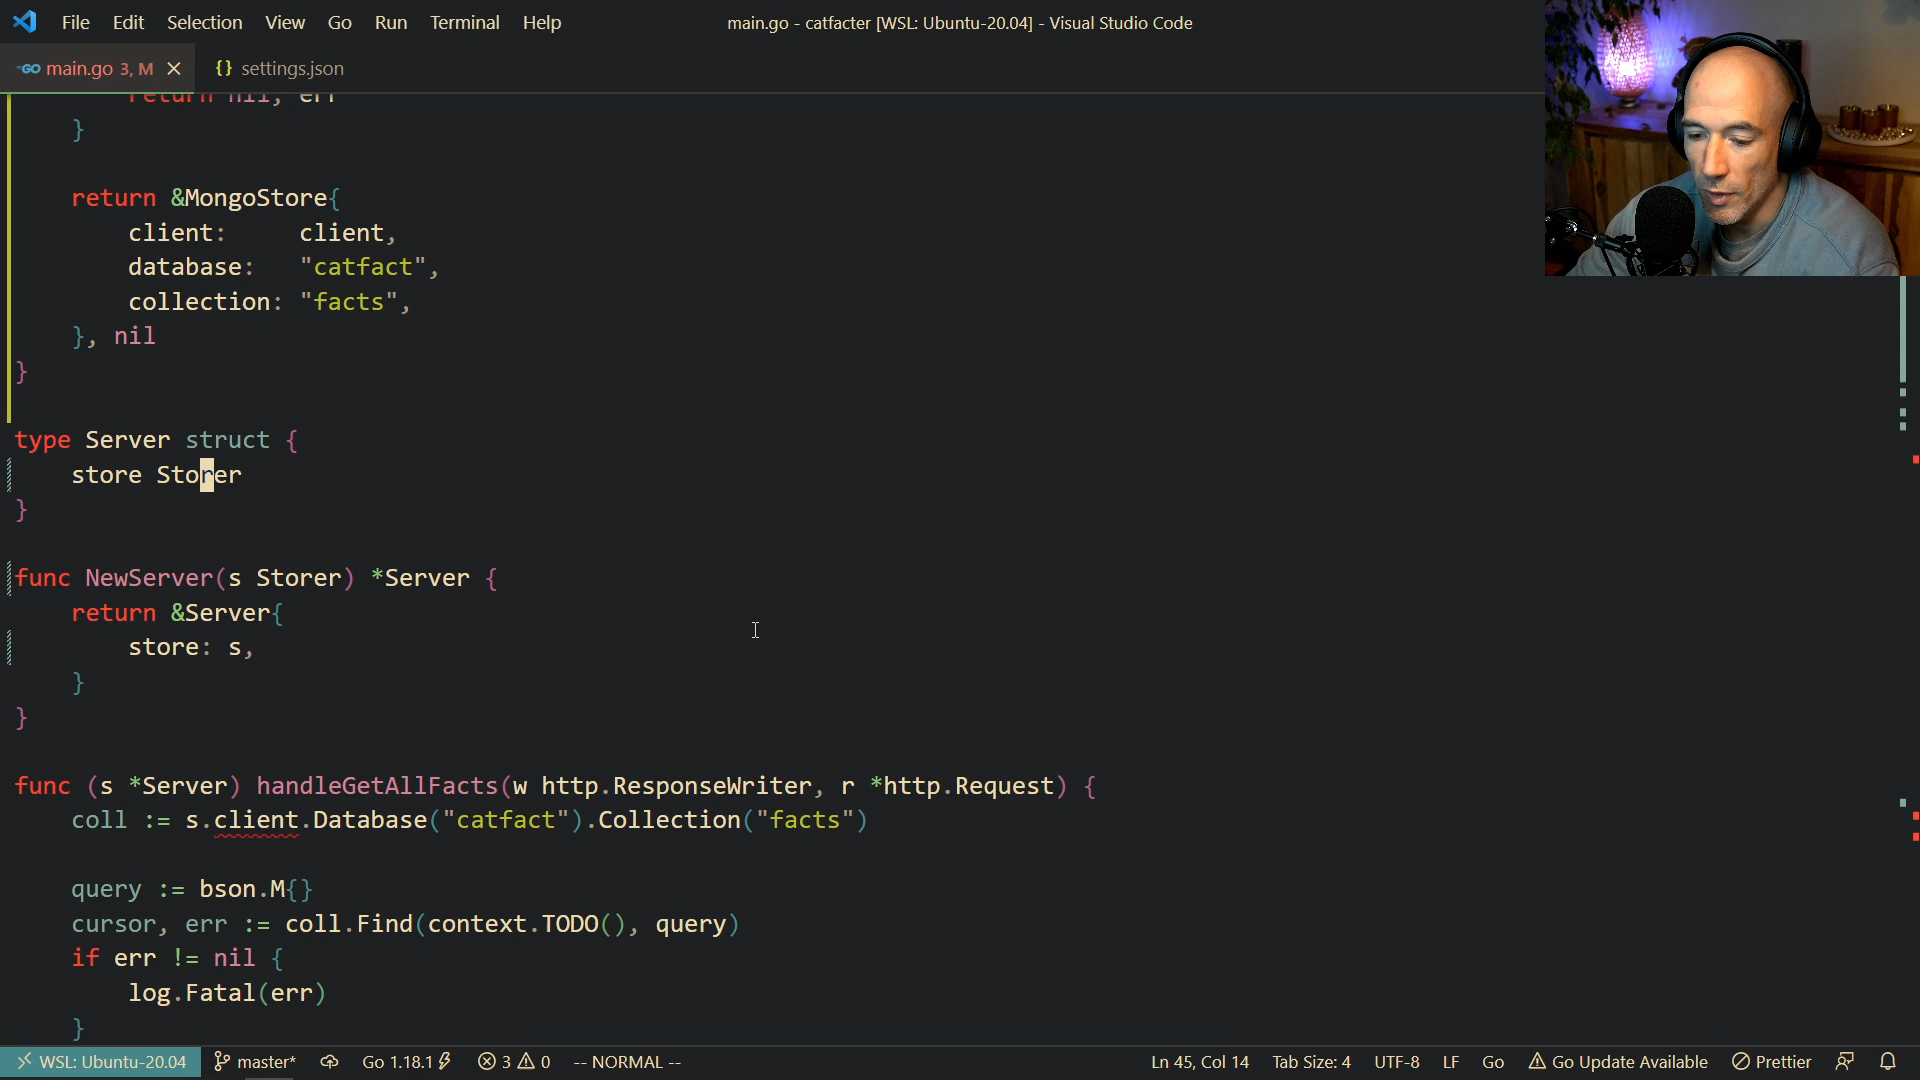 File Edit Selection View Go Run Terminal Help
main.go - catfacter [WSL: Ubuntu-20.04] - Visual Studio Code
GO main.go 3, M × {} settings.json
return nil, err
}
return &MongoStore{
client: client,
database: "catfact",
collection: "facts",
}, nil
}
type Server struct {
store Storer
}
func NewServer(s Storer) *Server {
return &Server{
store: s,
}
}
func (s *Server) handleGetAllFacts(w http.ResponseWriter, r *http.Request) {
coll := s.client.Database("catfact").Collection("facts")
query := bson.M{}
cursor, err := coll.Find(context.TODO(), query)
if err != nil {
log.Fatal(err)
}
WSL: Ubuntu-20.04 master* Go 1.18.1 3 0 -- NORMAL -- Ln 45, Col 14 Tab Size: 4 UTF-8 LF Go Go Update Available Prettier